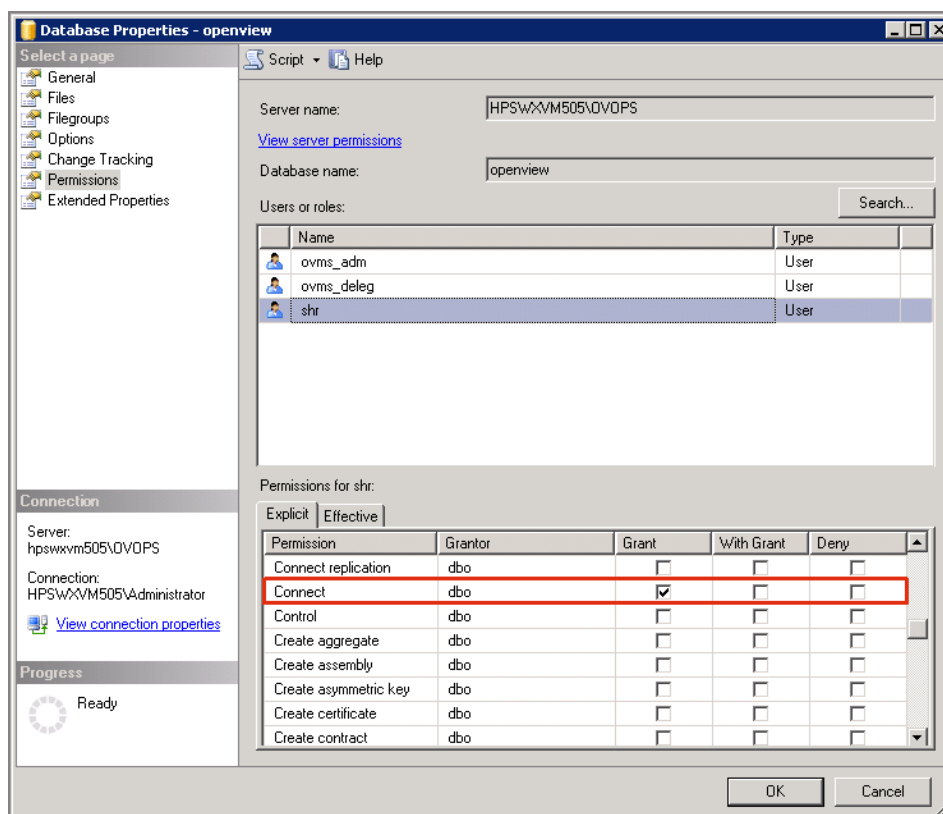 Database Properties - openview
Select a page
General
Files
Filegroups
Options
Change Tracking
Permissions
Extended Properties
Script Help
Server name: HPSWXVM505\OVOPS
View server permissions
Database name: openview
Users or roles: Search...
Name Type
ovms_adm User
ovms_deleg User
shr User
Permissions for shr:
Explicit Effective
Permission Grantor Grant With Grant Deny
Connect replication dbo
Connect dbo
Control dbo
Create aggregate dbo
Create assembly dbo
Create asymmetric key dbo
Create certificate dbo
Create contract dbo
Connection
Server:
hpswxvm505\OVOPS
Connection:
HPSWXVM505\Administrator
View connection properties
Progress
Ready
OK Cancel